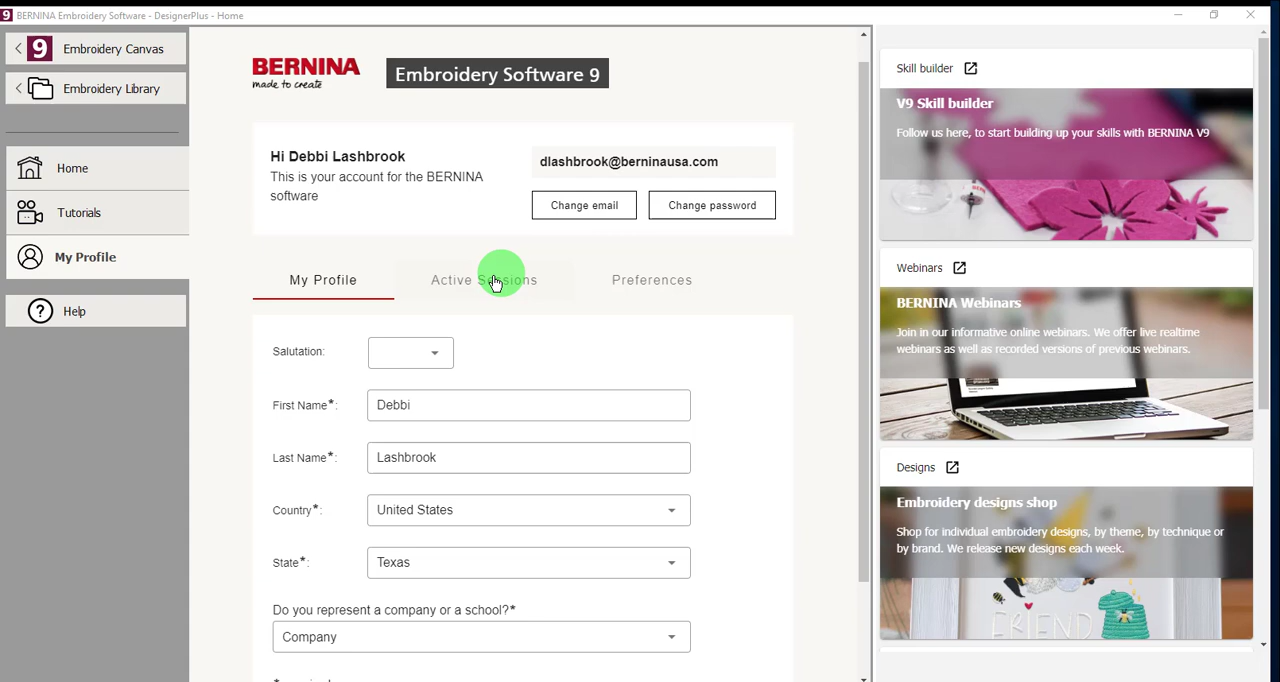 9 BERNINA Embroidery Software - DesignerPlus - Home
9 Embroidery Canvas
Embroidery Library
Home
Tutorials
My Profile
? Help
BERNINA
made to create
Embroidery Software 9
Hi Debbi Lashbrook
This is your account for the BERNINA
software
dlashbrook@berninausa.com
Change email
Change password
My Profile
Active Sessions
Preferences
Salutation:
First Name*:
Debbi
Last Name*:
Lashbrook
Country*:
United States
State*:
Texas
Do you represent a company or a school?*
Company
Skill builder
V9 Skill builder
Follow us here, to start building up your skills with BERNINA V9
Webinars
BERNINA Webinars
Join in our informative online webinars. We offer live realtime
webinars as well as recorded versions of previous webinars.
Designs
Embroidery designs shop
Shop for individual embroidery designs, by theme, by technique or
by brand. We release new designs each week.
FRIEND